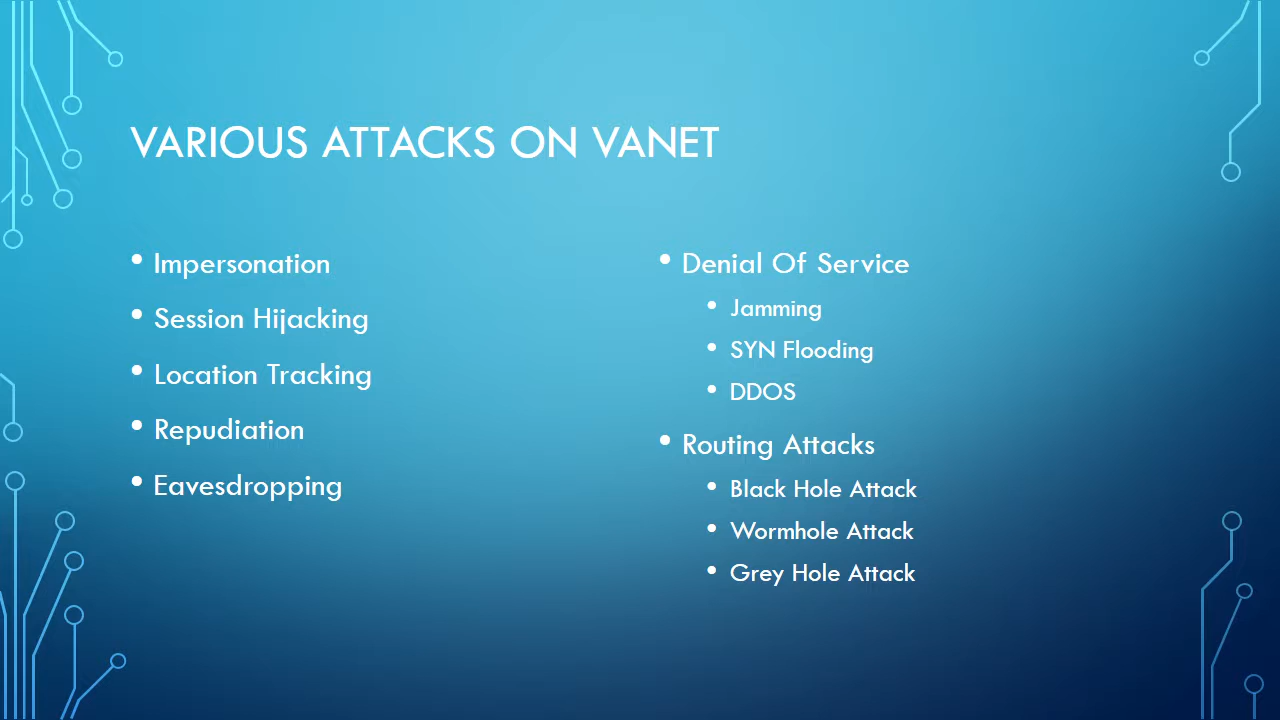 VARIOUS ATTACKS ON VANET
• Impersonation
• Session Hijacking
• Location Tracking
• Repudiation
• Eavesdropping
• Denial Of Service
• Jamming
• SYN Flooding
• DDOS
• Routing Attacks
• Black Hole Attack
• Wormhole Attack
• Grey Hole Attack